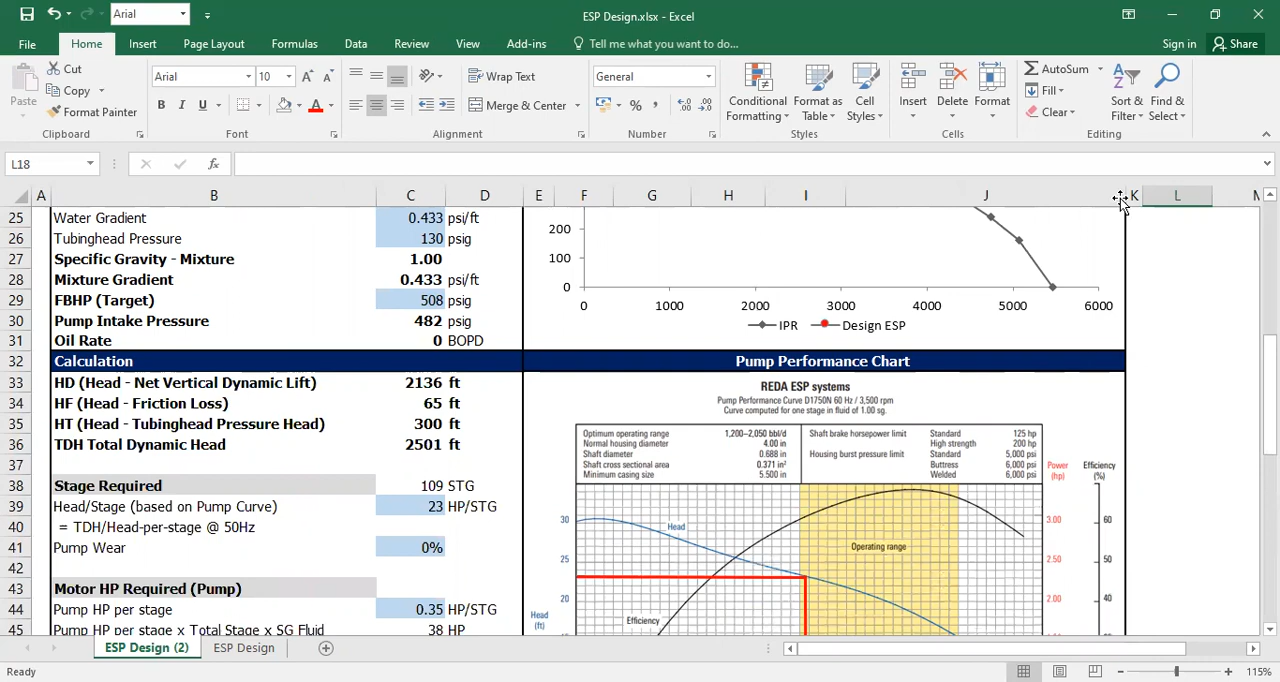 Arial
ESP Design.xlsx - Excel
File Home Insert Page Layout Formulas Data Review View Add-ins Tell me what you want to do... Sign in Share
Cut
Copy
Format Painter
Paste
Arial 10
B I U
Wrap Text
Merge & Center
General
Conditional Formatting
Format as Table
Cell Styles
Insert
Delete
Format
AutoSum
Fill
Clear
Sort & Filter
Find & Select
Clipboard Font Alignment Number Styles Cells Editing
L18 fx
A B C D E F G H I J K L M
25 Water Gradient 0.433 psi/ft
26 Tubinghead Pressure 130 psig
27 Specific Gravity - Mixture 1.00
28 Mixture Gradient 0.433 psi/ft
29 FBHP (Target) 508 psig
30 Pump Intake Pressure 482 psig
31 Oil Rate 0 BOPD
200
100
0
0 1000 2000 3000 4000 5000 6000
IPR Design ESP
32 Calculation Pump Performance Chart
33 HD (Head - Net Vertical Dynamic Lift) 2136 ft
34 HF (Head - Friction Loss) 65 ft
35 HT (Head - Tubinghead Pressure Head) 300 ft
36 TDH Total Dynamic Head 2501 ft
37
38 Stage Required 109 STG
39 Head/Stage (based on Pump Curve) 23 HP/STG
40 = TDH/Head-per-stage @ 50Hz
41 Pump Wear 0%
42
43 Motor HP Required (Pump)
44 Pump HP per stage 0.35 HP/STG
45 Pump HP per stage x Total Stage x SG Fluid 38 HP
REDA ESP systems
Pump Performance Curve D1750N 60 Hz / 3,500 rpm
Curve computed for one stage in fluid of 1.00 sg.
Optimum operating range 1,200–2,050 bbl/d Shaft brake horsepower limit Standard 125 hp
Normal housing diameter 4.00 in High strength 200 hp
Shaft diameter 0.688 in Housing burst pressure limit Standard 5,000 psi
Shaft cross sectional area 0.371 in² Buttress 6,000 psi
Minimum casing size 5.500 in Welded 6,000 psi
Power (hp)
Efficiency (%)
30 Head 3.00 60
Operating range
25 2.50 50
20 2.00 40
Head (ft)
Efficiency
ESP Design (2) ESP Design
Ready 115%